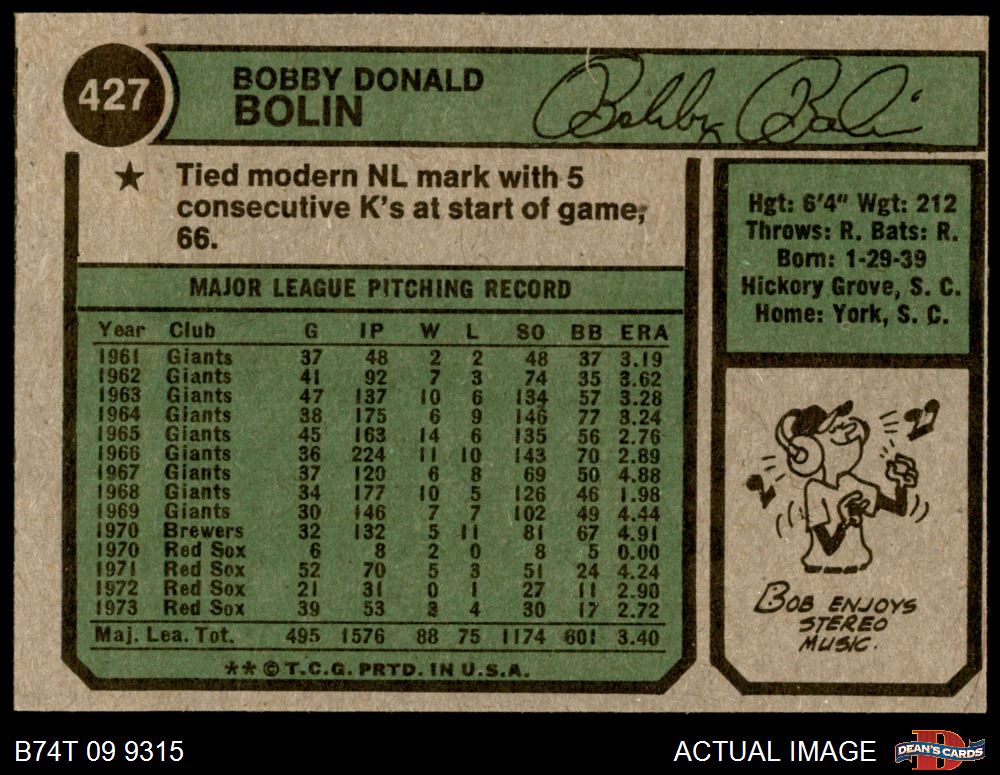 427
BOBBY DONALD
BOLIN
Bobby Bolin
★ Tied modern NL mark with 5
consecutive K's at start of game,
66.
Hgt: 6'4" Wgt: 212
Throws: R. Bats: R.
Born: 1-29-39
Hickory Grove, S. C.
Home: York, S. C.
MAJOR LEAGUE PITCHING RECORD
Year Club G IP W L SO BB ERA
1961 Giants 37 48 2 2 48 37 3.19
1962 Giants 41 92 7 3 74 35 3.62
1963 Giants 47 137 10 6 134 57 3.28
1964 Giants 38 175 6 9 146 77 3.24
1965 Giants 45 163 14 6 135 56 2.76
1966 Giants 36 224 11 10 143 70 2.89
1967 Giants 37 120 6 8 69 50 4.88
1968 Giants 34 177 10 5 126 46 1.98
1969 Giants 30 146 7 7 102 49 4.44
1970 Brewers 32 132 5 11 81 67 4.91
1970 Red Sox 6 8 2 0 8 5 0.00
1971 Red Sox 52 70 5 3 51 24 4.24
1972 Red Sox 21 31 0 1 27 11 2.90
1973 Red Sox 39 53 3 4 30 17 2.72
Maj. Lea. Tot. 495 1576 88 75 1174 601 3.40
** © T.C.G. PRTD. IN U.S.A.
BOB ENJOYS
STEREO
MUSIC.
B74T 09 9315
ACTUAL IMAGE
DEAN'S CARDS